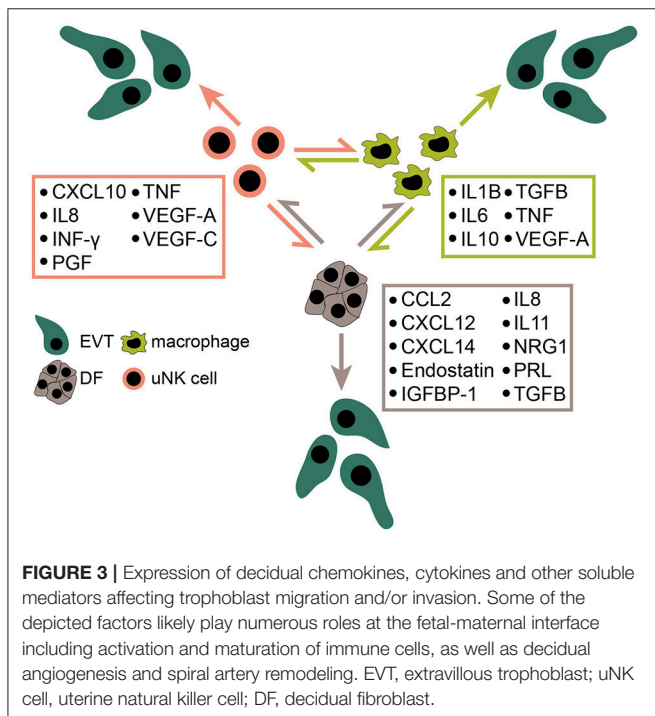 • CXCL10 • TNF
• IL8 • VEGF-A
• INF-γ • VEGF-C
• PGF
• IL1B • TGFB
• IL6 • TNF
• IL10 • VEGF-A
• CCL2 • IL8
• CXCL12 • IL11
• CXCL14 • NRG1
• Endostatin • PRL
• IGFBP-1 • TGFB
EVT macrophage
DF uNK cell
FIGURE 3 | Expression of decidual chemokines, cytokines and other soluble
mediators affecting trophoblast migration and/or invasion. Some of the
depicted factors likely play numerous roles at the fetal-maternal interface
including activation and maturation of immune cells, as well as decidual
angiogenesis and spiral artery remodeling. EVT, extravillous trophoblast; uNK
cell, uterine natural killer cell; DF, decidual fibroblast.